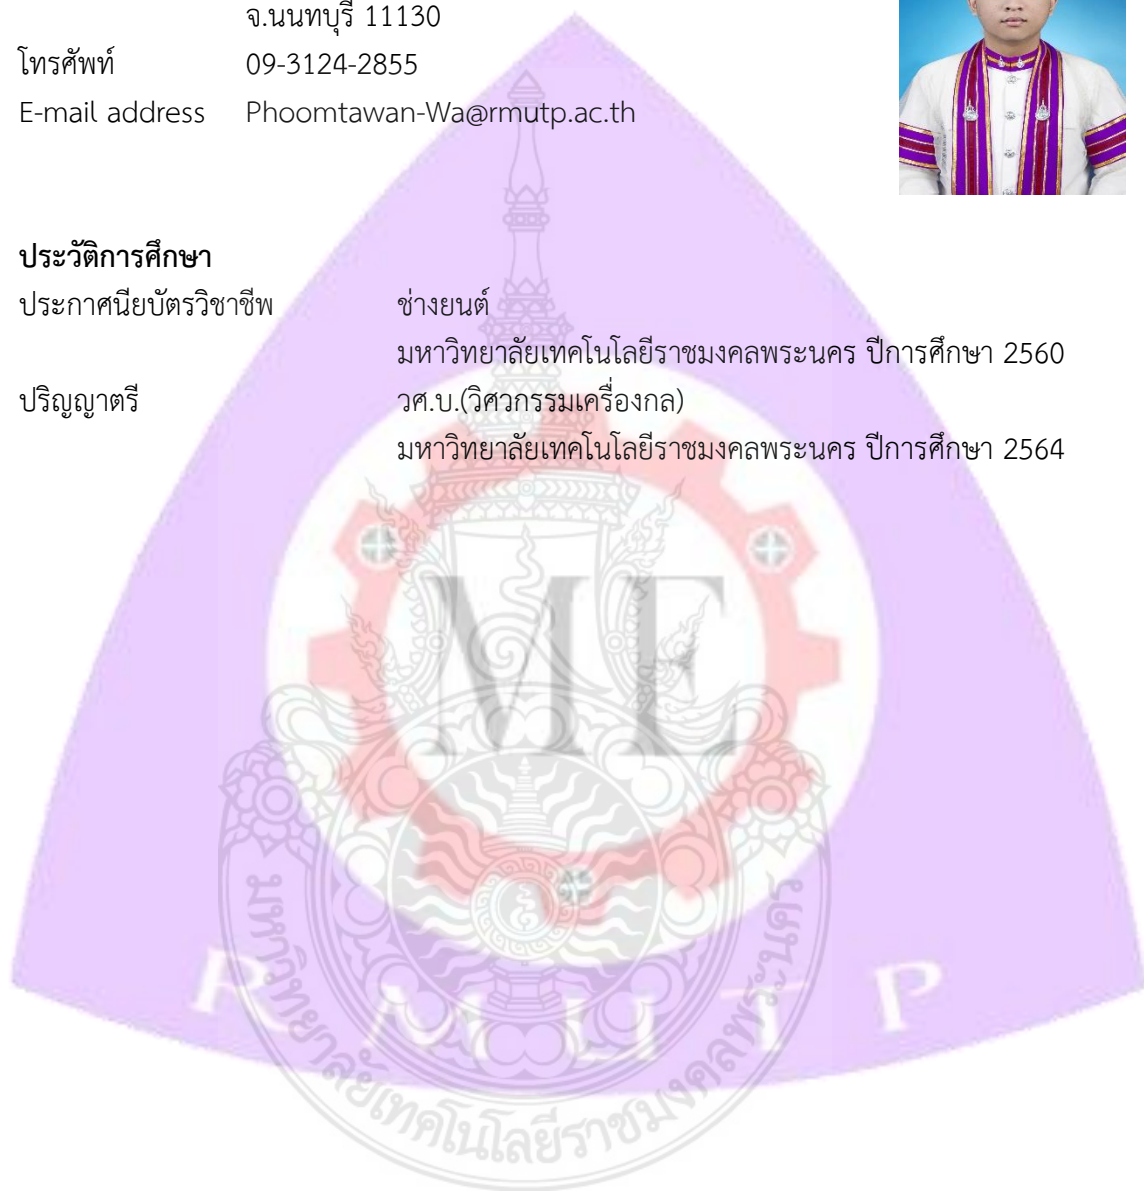 จ.นนทบุรี 11130
โทรศัพท์ 09-3124-2855
E-mail address Phoomtawan-Wa@rmutp.ac.th
ประวัติการศึกษา
ประกาศนียบัตรวิชาชีพ ช่างยนต์
มหาวิทยาลัยเทคโนโลยีราชมงคลพระนคร ปีการศึกษา 2560
ปริญญาตรี วศ.บ.(วิศวกรรมเครื่องกล)
มหาวิทยาลัยเทคโนโลยีราชมงคลพระนคร ปีการศึกษา 2564
ME
R M U T P
มหาวิทยาลัยเทคโนโลยีราชมงคลพระนคร